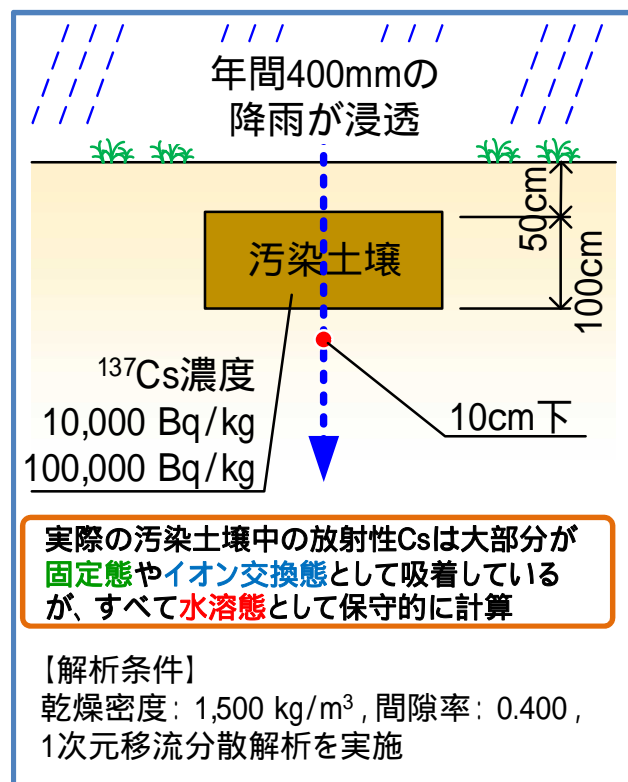 年間400mmの
降雨が浸透
50cm
汚染土壌
100cm
137Cs濃度
10,000 Bq/kg
100,000 Bq/kg
10cm下
実際の汚染土壌中の放射性Csは大部分が
固定態やイオン交換態として吸着している
が、すべて水溶態として保守的に計算
【解析条件】
乾燥密度：1,500 kg/m³，間隙率：0.400，
1次元移流分散解析を実施